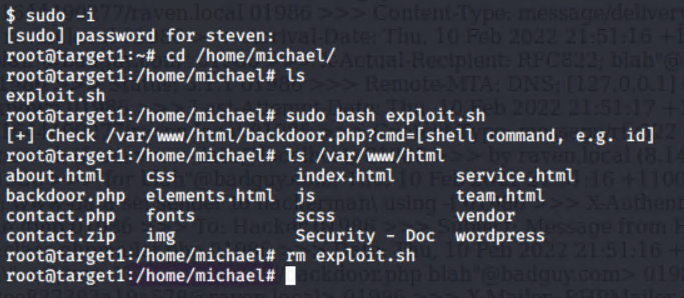 $ sudo -i
[sudo] password for steven:
root@target1:~# cd /home/michael/
root@target1:/home/michael# ls
exploit.sh
root@target1:/home/michael# sudo bash exploit.sh
[+] Check /var/www/html/backdoor.php?cmd=[shell command, e.g. id]
root@target1:/home/michael# ls /var/www/html
about.html css index.html service.html
backdoor.php elements.html js team.html
contact.php fonts scss vendor
contact.zip img Security - Doc wordpress
root@target1:/home/michael# rm exploit.sh
root@target1:/home/michael#